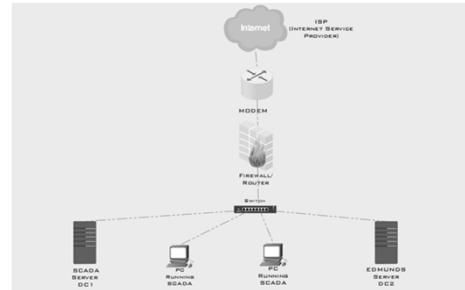 Internet
ISP
(Internet Service
Provider)
Modem
Firewall/
Router
Switch
SCADA
Server
DC1
PC
Running
SCADA
PC
Running
SCADA
EDMUNDS
Server
DC2